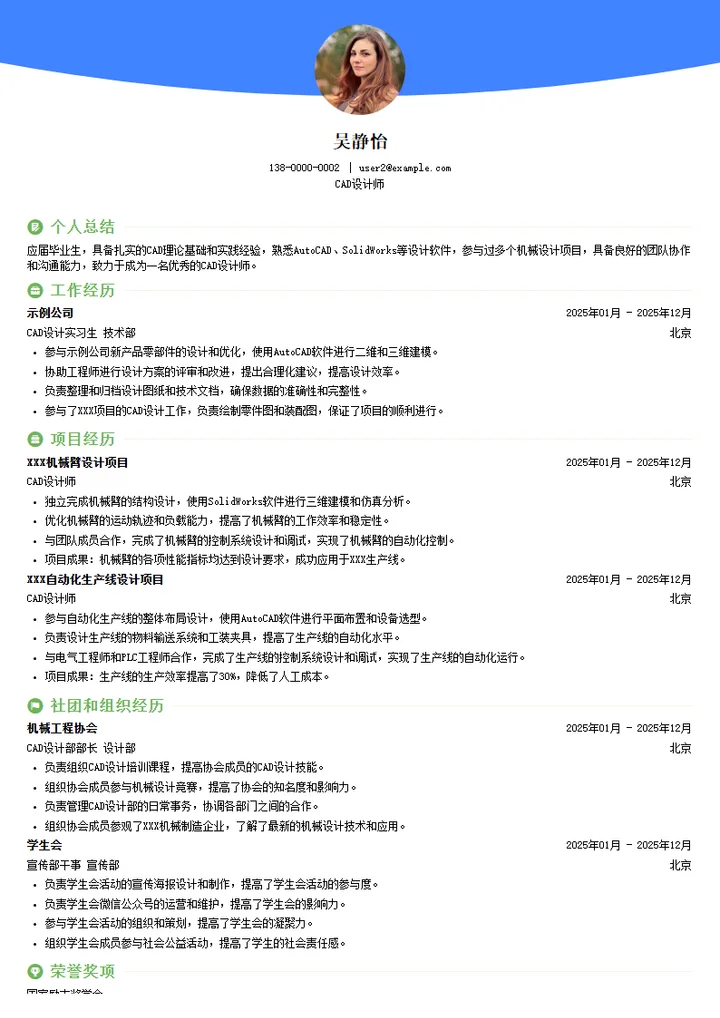 吴静怡
138-0000-0002 | user2@example.com
CAD设计师
个人总结
应届毕业生，具备扎实的CAD理论基础和实践经验，熟悉AutoCAD、SolidWorks等设计软件，参与过多个机械设计项目，具备良好的团队协作
和沟通能力，致力于成为一名优秀的CAD设计师。
工作经历
示例公司 2025年01月 - 2025年12月
CAD设计实习生 技术部 北京
• 参与示例公司新产品零部件的设计和优化，使用AutoCAD软件进行二维和三维建模。
• 协助工程师进行设计方案的评审和改进，提出合理化建议，提高设计效率。
• 负责整理和归档设计图纸和技术文档，确保数据的准确性和完整性。
• 参与了XXX项目的CAD设计工作，负责绘制零件图和装配图，保证了项目的顺利进行。
项目经历
XXX机械臂设计项目 2025年01月 - 2025年12月
CAD设计师 北京
• 独立完成机械臂的结构设计，使用SolidWorks软件进行三维建模和仿真分析。
• 优化机械臂的运动轨迹和负载能力，提高了机械臂的工作效率和稳定性。
• 与团队成员合作，完成了机械臂的控制系统设计和调试，实现了机械臂的自动化控制。
• 项目成果：机械臂的各项性能指标均达到设计要求，成功应用于XXX生产线。
XXX自动化生产线设计项目 2025年01月 - 2025年12月
CAD设计师 北京
• 参与自动化生产线的整体布局设计，使用AutoCAD软件进行平面布置和设备选型。
• 负责设计生产线的物料输送系统和工装夹具，提高了生产线的自动化水平。
• 与电气工程师和PLC工程师合作，完成了生产线的控制系统设计和调试，实现了生产线的自动化运行。
• 项目成果：生产线的生产效率提高了30%，降低了人工成本。
社团和组织经历
机械工程协会 2025年01月 - 2025年12月
CAD设计部部长 设计部 北京
• 负责组织CAD设计培训课程，提高协会成员的CAD设计技能。
• 组织协会成员参与机械设计竞赛，提高了协会的知名度和影响力。
• 负责管理CAD设计部的日常事务，协调各部门之间的合作。
• 组织协会成员参观了XXX机械制造企业，了解了最新的机械设计技术和应用。
学生会 2025年01月 - 2025年12月
宣传部干事 宣传部 北京
• 负责学生会活动的宣传海报设计和制作，提高了学生会活动的参与度。
• 负责学生会微信公众号的运营和维护，提高了学生会的影响力。
• 参与学生会活动的组织和策划，提高了学生会的凝聚力。
• 组织学生会成员参与社会公益活动，提高了学生的社会责任感。
荣誉奖项